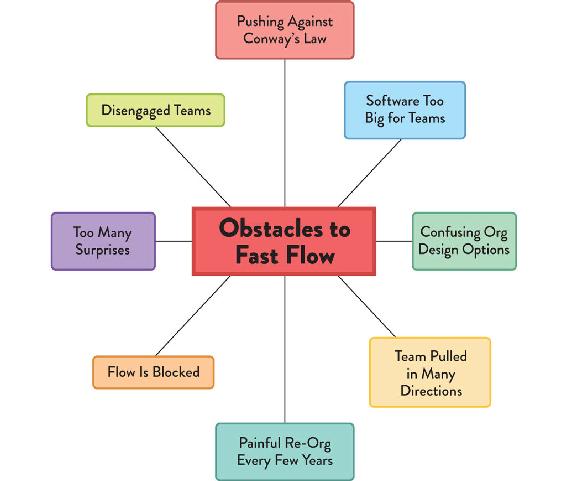 Pushing Against
Conway's Law
Disengaged Teams
Software Too
Big for Teams
Too Many
Surprises
Obstacles to
Fast Flow
Confusing Org
Design Options
Flow Is Blocked
Team Pulled
in Many
Directions
Painful Re-Org
Every Few Years